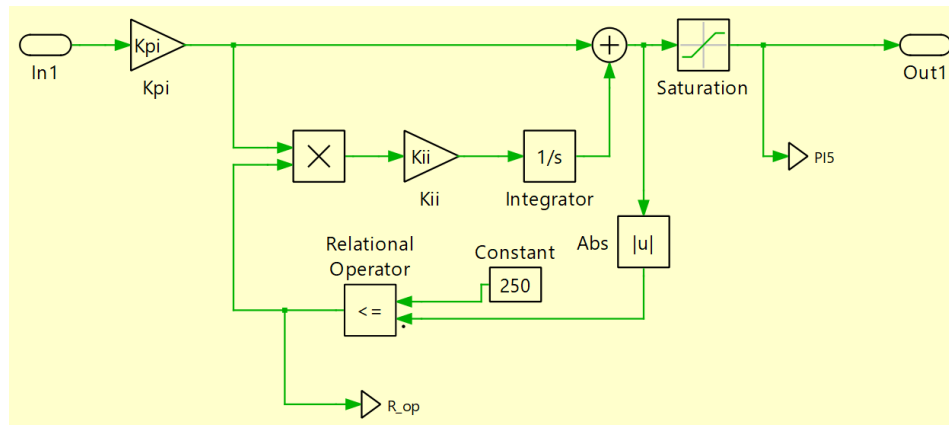 Kpi
In1
Kpi
Saturation
Out1
Kii
1/s
PI5
Kii
Integrator
Relational
Operator
Constant
Abs
|u|
250
<=
R_op